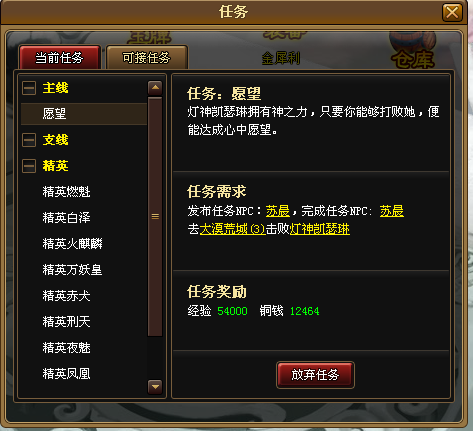 任务
金犀利
仓库
当前任务
可接任务
主线
愿望
支线
精英
精英燃魁
精英白泽
精英火麒麟
精英万妖皇
精英赤犬
精英刑天
精英夜魅
精英凤凰
任务：愿望
灯神凯瑟琳拥有神之力，只要你能够打败她，便
能达成心中愿望。
任务需求
发布任务NPC：苏晨，完成任务NPC：苏晨
去大漠荒城(3)击败灯神凯瑟琳
任务奖励
经验 54000 铜钱 12464
放弃任务